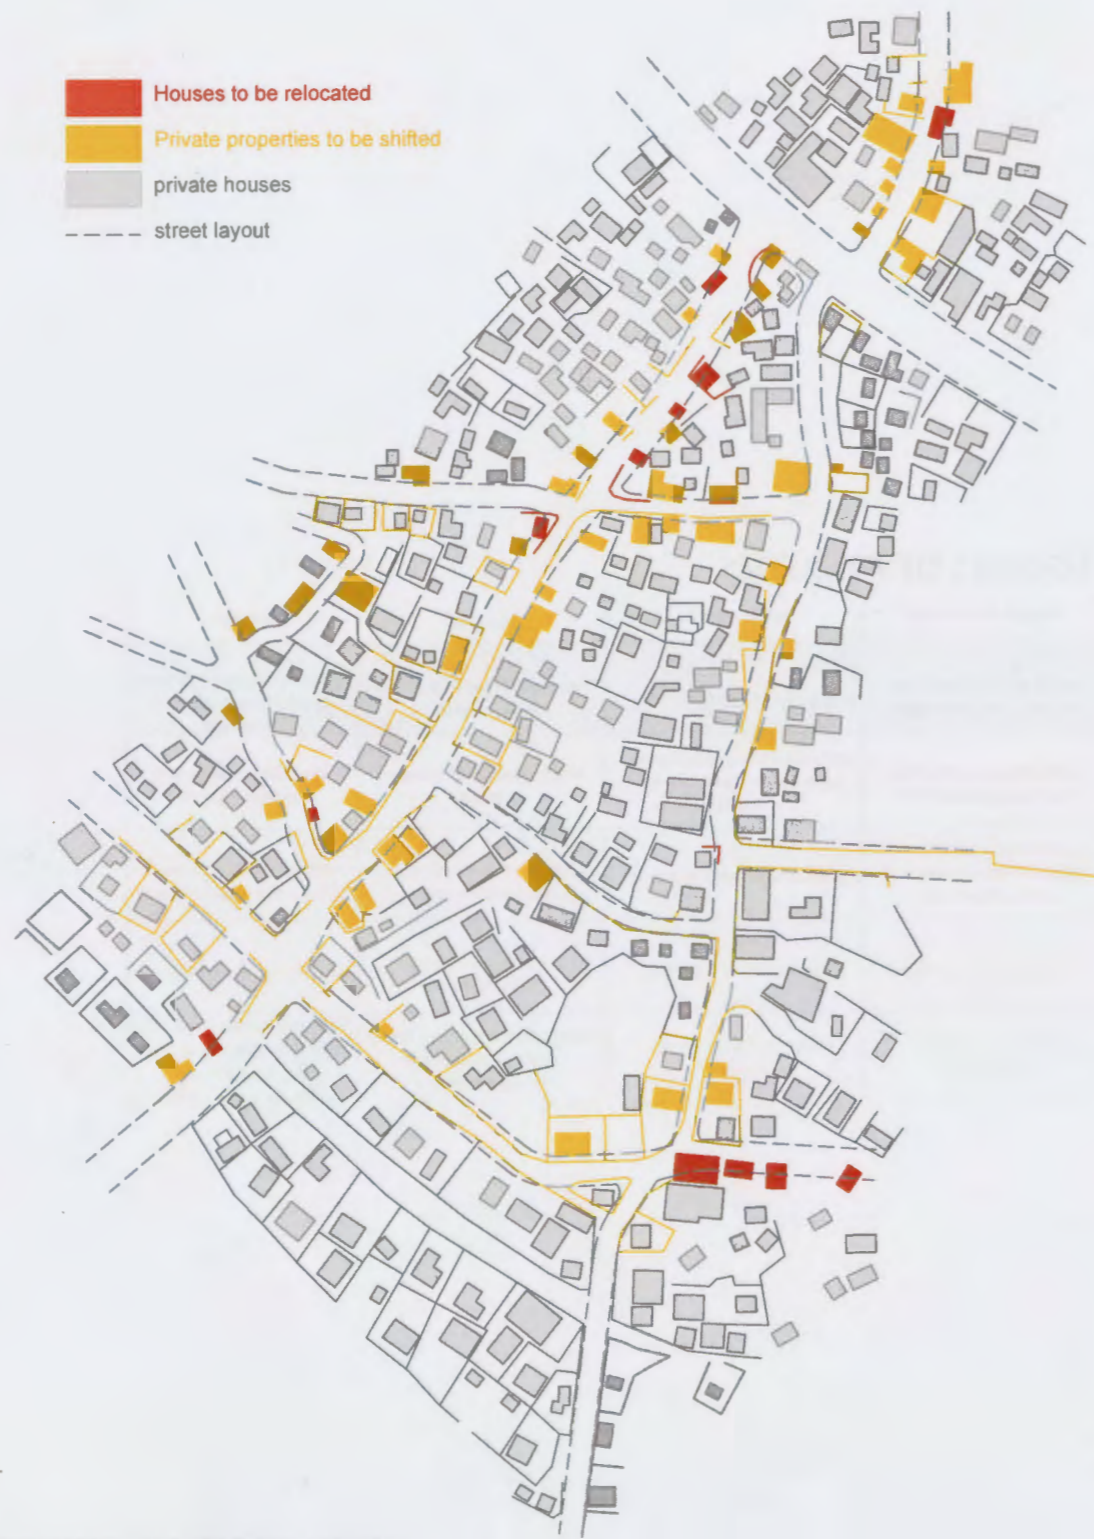 Houses to be relocated
Private properties to be shifted
private houses
street layout